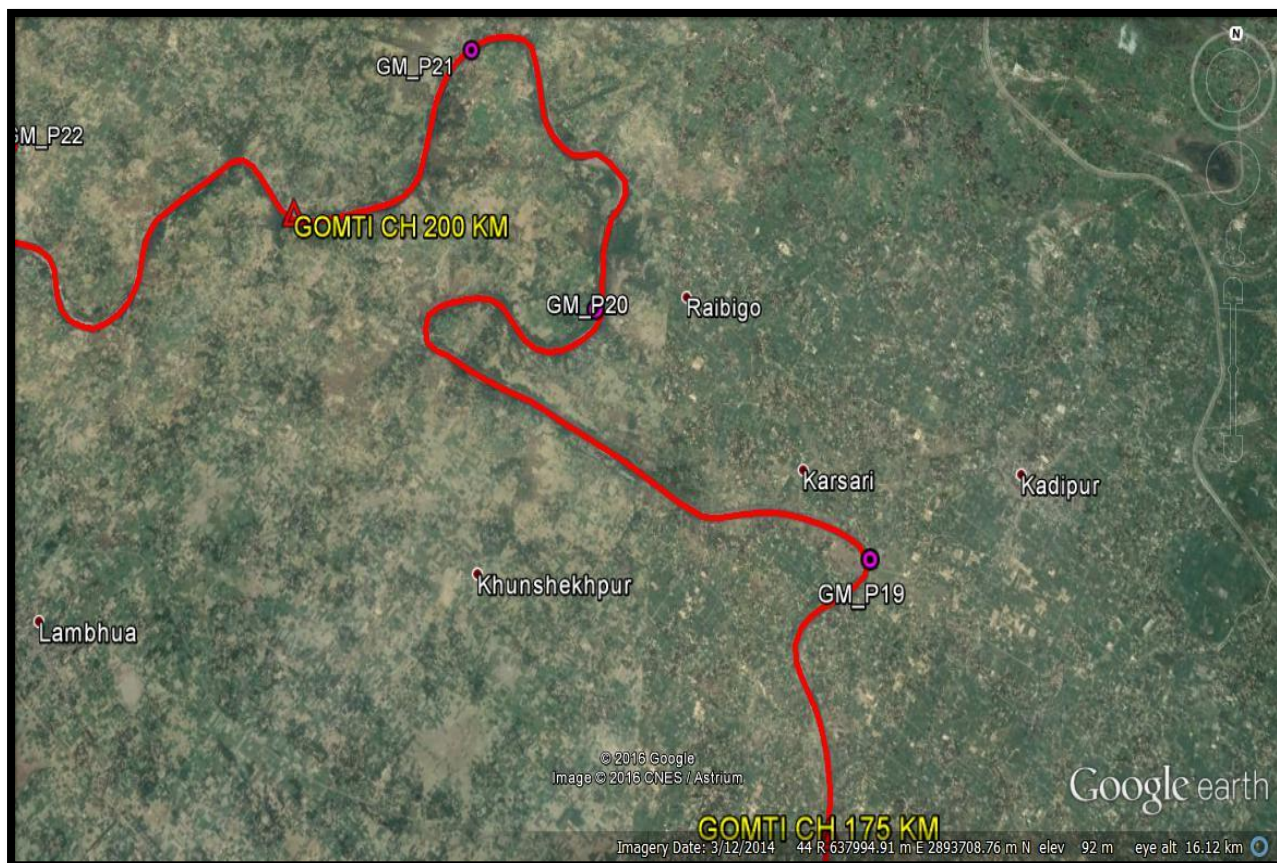 N
GM_P21
GM_P22
GOMTI CH 200 KM
GM_P20
Raibigo
Karsari
Kadipur
Khunshekhpur
GM_P19
Lambhua
© 2016 Google
Image © 2016 CNES / Astrium
Google earth
GOMTI CH 175 KM
Imagery Date: 3/12/2014 44 R 637994.91 m E 2893708.76 m N elev 92 m eye alt 16.12 km